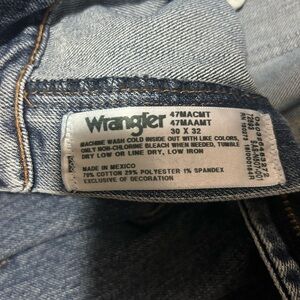 Wrangler
47MACMT
47MAAMT
30 X 32
MACHINE WASH COLD INSIDE OUT WITH LIKE COLORS,
ONLY NON-CHLORINE BLEACH WHEN NEEDED, TUMBLE
DRY LOW OR LINE DRY, LOW IRON
MADE IN MEXICO
70% COTTON 29% POLYESTER 1% SPANDEX
EXCLUSIVE OF DECORATION